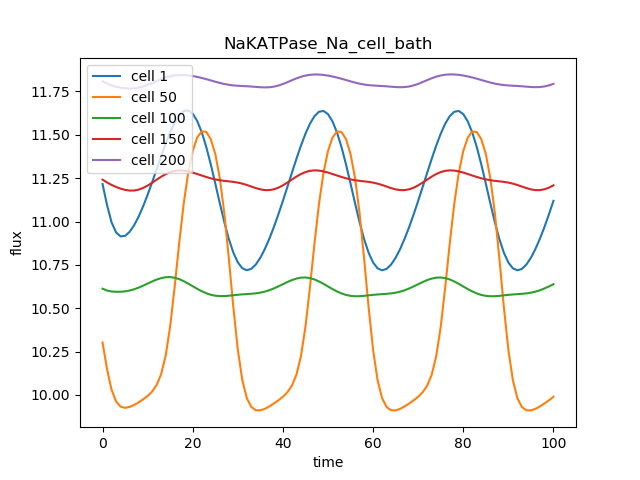 NaKATPase_Na_cell_bath
cell 1
cell 50
cell 100
cell 150
cell 200
flux
11.75
11.50
11.25
11.00
10.75
10.50
10.25
10.00
0 20 40 60 80 100
time